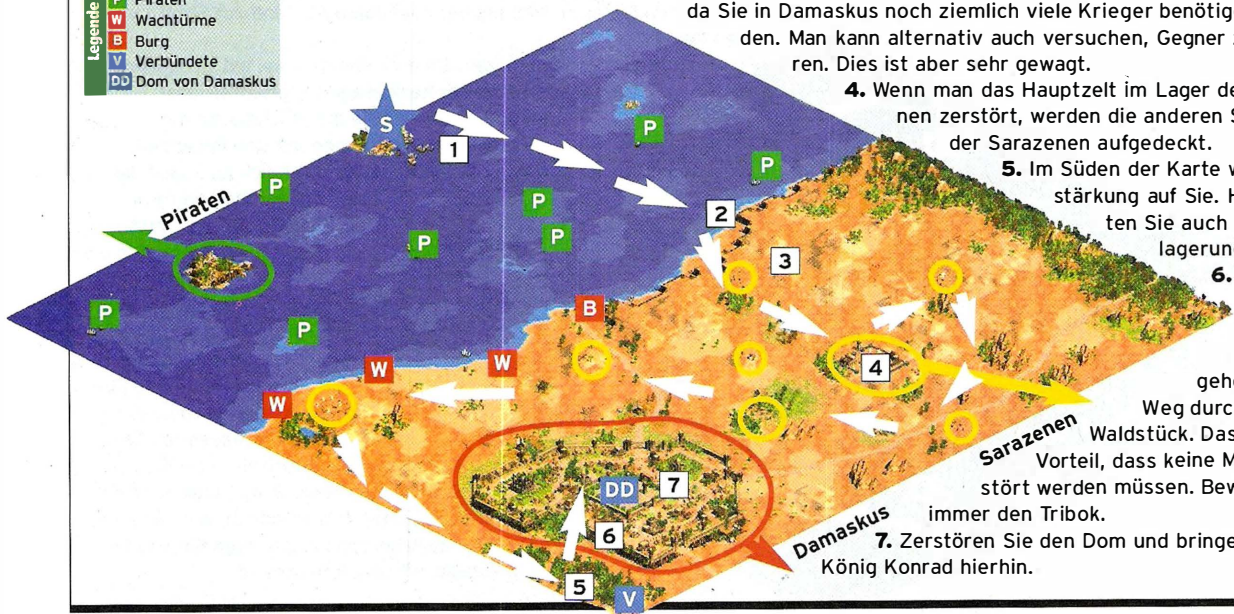 Legende
P Piraten
W Wachtürme
B Burg
V Verbündete
DD Dom von Damaskus
da Sie in Damaskus noch ziemlich viele Krieger
den. Man kann alternativ auch versuchen, Gegner
ren. Dies ist aber sehr gewagt.
4. Wenn man das Hauptzelt im Lager
nen zerstört, werden die anderen
der Sarazenen aufgedeckt.
5. Im Süden der Karte
stärkung auf Sie.
ten Sie auch
lagerun
6.
geh
Weg durc
Waldstück. Das
Vorteil, dass keine
stört werden müssen.
immer den Tribok.
7. Zerstören Sie den Dom und
König Konrad hierhin.
S
1
P
P
P
P
P
P
P
P
Piraten
2
3
B
4
W
W
W
Sarazenen
DD
7
6
Damaskus
5
V